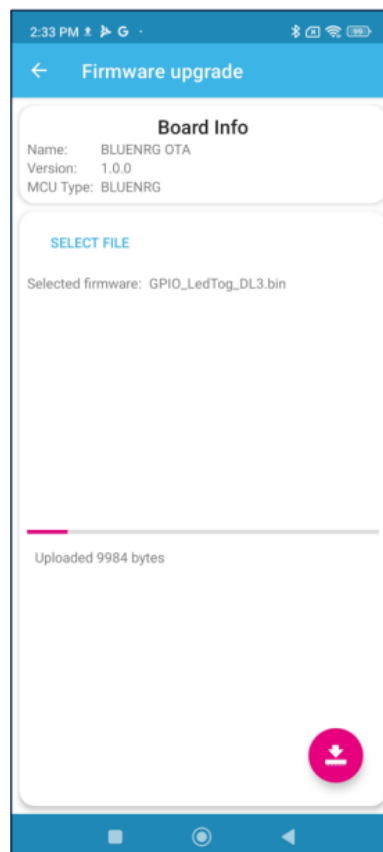 2:33 PM G ·
99
Firmware upgrade
Board Info
Name: BLUENRG OTA
Version: 1.0.0
MCU Type: BLUENRG
SELECT FILE
Selected firmware: GPIO_LedTog_DL3.bin
Uploaded 9984 bytes